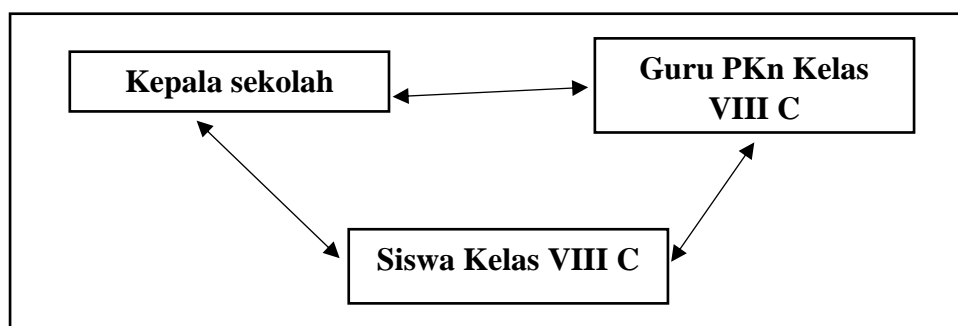 Kepala sekolah
Guru PKn Kelas
VIII C
Siswa Kelas VIII C